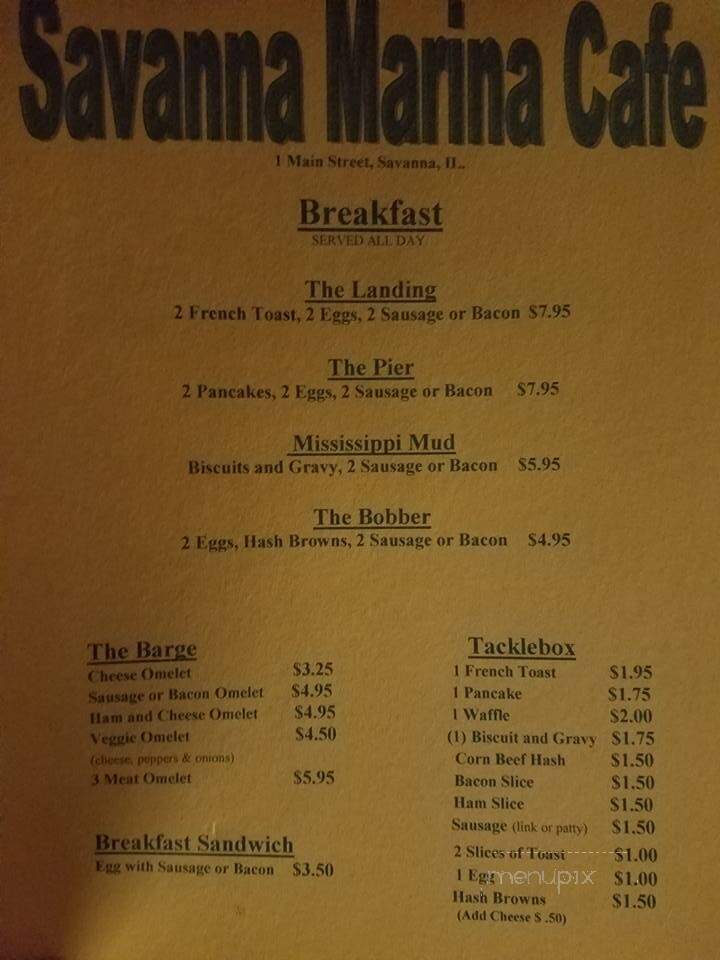 Savanna Marina Cafe
1 Main Street, Savanna, IL.
Breakfast
SERVED ALL DAY
The Landing
2 French Toast, 2 Eggs, 2 Sausage or Bacon $7.95
The Pier
2 Pancakes, 2 Eggs, 2 Sausage or Bacon $7.95
Mississippi Mud
Biscuits and Gravy, 2 Sausage or Bacon $5.95
The Bobber
2 Eggs, Hash Browns, 2 Sausage or Bacon $4.95
The Barge
Cheese Omelet $3.25
Sausage or Bacon Omelet $4.95
Ham and Cheese Omelet $4.95
Veggie Omelet $4.50
(cheese, peppers & onions)
3 Meat Omelet $5.95
Breakfast Sandwich
Egg with Sausage or Bacon $3.50
Tacklebox
1 French Toast $1.95
1 Pancake $1.75
1 Waffle $2.00
(1) Biscuit and Gravy $1.75
Corn Beef Hash $1.50
Bacon Slice $1.50
Ham Slice $1.50
Sausage (link or patty) $1.50
2 Slices of Toast $1.00
1 Egg $1.00
Hash Browns $1.50
(Add Cheese $ .50)
menupix